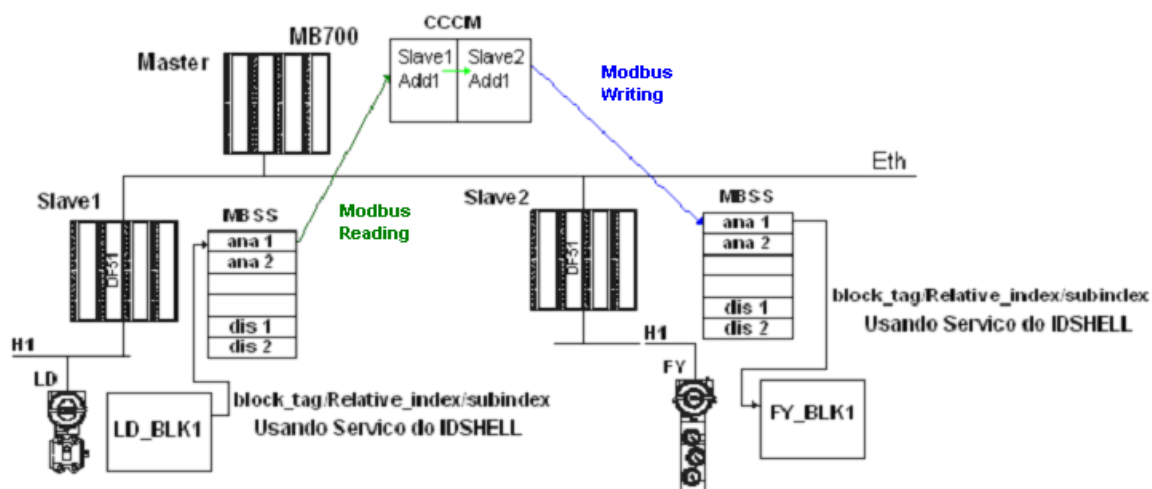 MB700
Master
CCCM
Slave1
Add1
Slave2
Add1
Modbus
Writing
Eth
Slave1
DF51
MBSS
ana 1
ana 2
dis 1
dis 2
Modbus
Reading
Slave2
DF51
MBSS
ana 1
ana 2
dis 1
dis 2
block_tag/Relative_index/subindex
Usando Servico do IDSHELL
H1
LD
LD_BLK1
block_tag/Relative_index/subindex
Usando Servico do IDSHELL
H1
FY
FY_BLK1